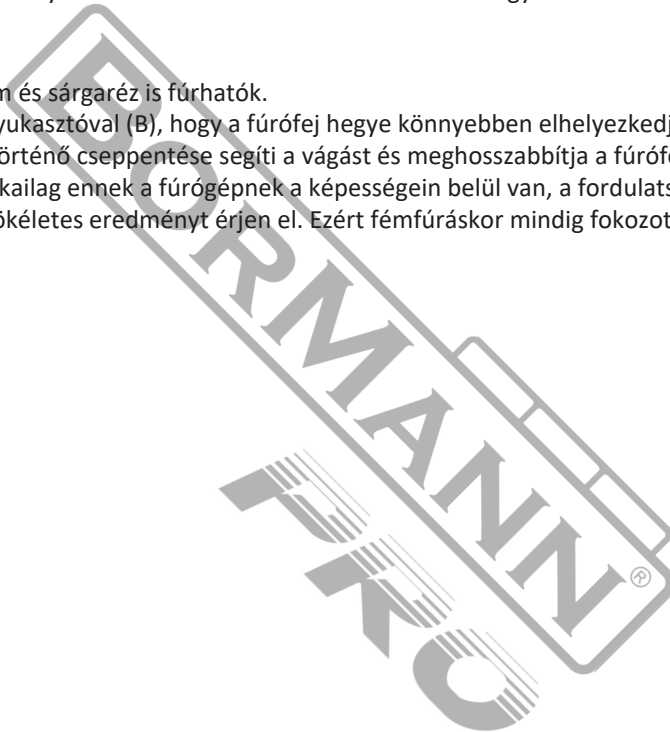 m és sárgaréz is fúrhatók.
yukasztóval (B), hogy a fúrófej hegye könnyebben elhelyezkedj
örténő cseppentése segíti a vágást és meghosszabbítja a fúrófe
kailag ennek a fúrógépnek a képességein belül van, a fordulats
ökéletes eredményt érjen el. Ezért fémfúráskor mindig fokozot
BORMANN®
PRO